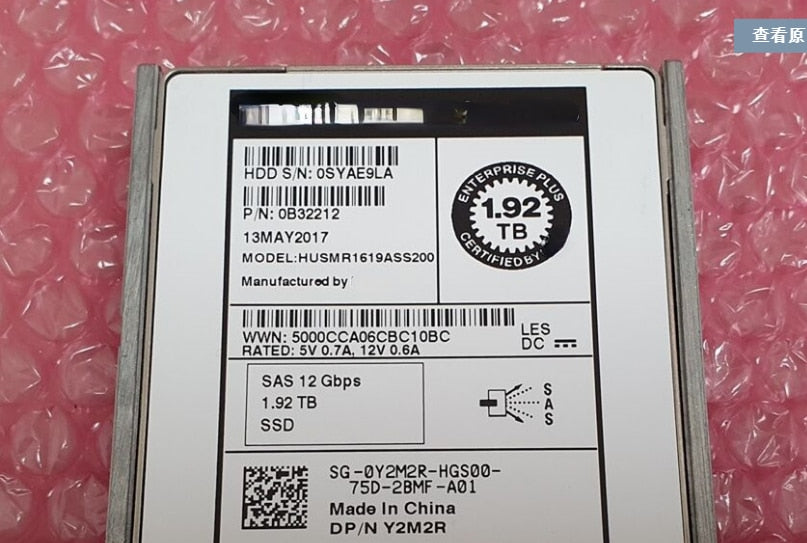 查看原
HDD S/N: 0SYAE9LA
P/N: 0B32212
13MAY2017
MODEL:HUSMR1619ASS200
Manufactured by
ENTERPRISE PLUS
1.92
TB
CERTIFIED BY
WWN: 5000CCA06CBC10BC
RATED: 5V 0.7A, 12V 0.6A
LES
DC
SAS 12 Gbps
1.92 TB
SSD
SAS
SG-0Y2M2R-HGS00-
75D-2BMF-A01
Made In China
DP/N Y2M2R